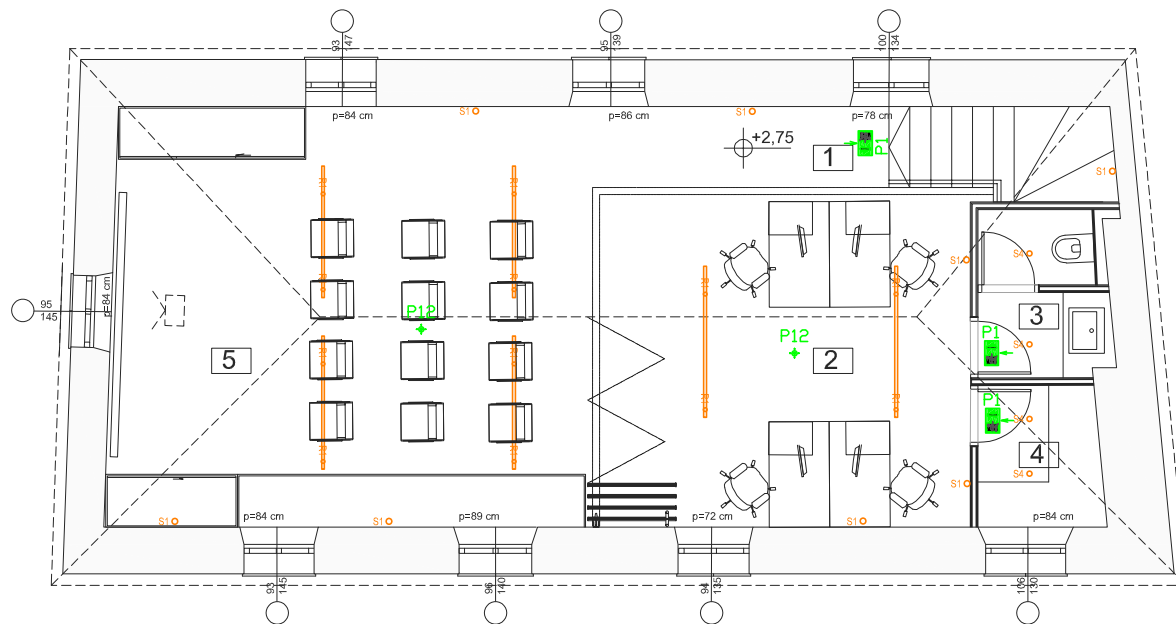 93
147
95
139
100
134
p=84 cm
S1
p=86 cm
S1
p=78 cm
+2,75
1
P1
S1
S1
S4
95
145
p=84 cm
P12
P12
5
2
3
P1
S4
P1
S4
4
S4
S1
S1
p=84 cm
S1
p=89 cm
p=72 cm
S1
p=84 cm
93
145
96
140
94
135
106
130